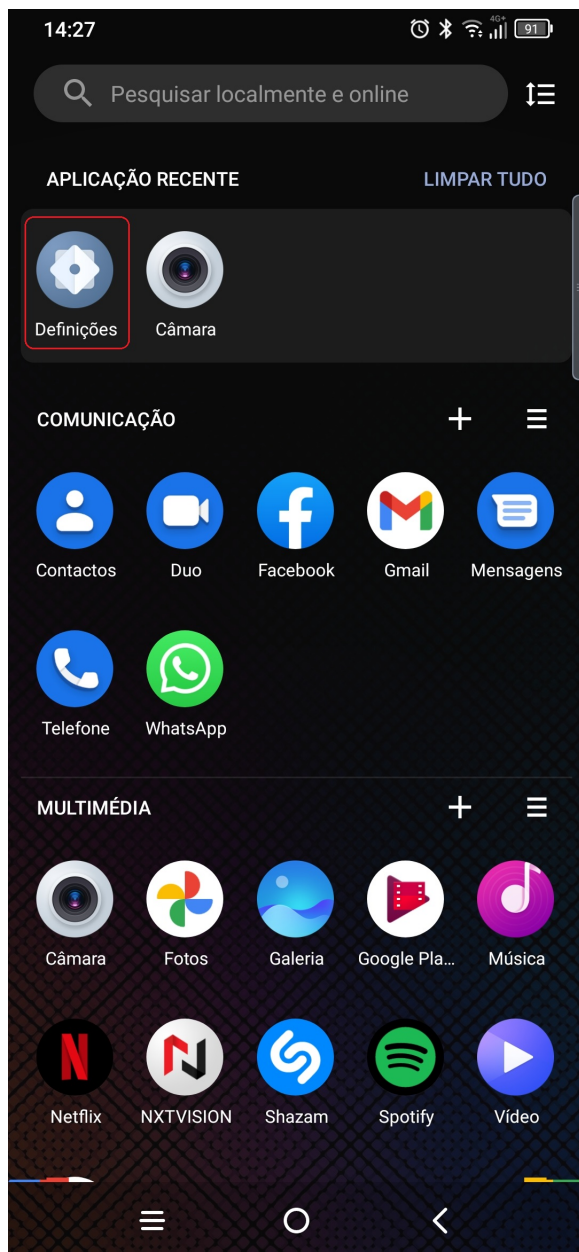 14:27
4G+
91
Pesquisar localmente e online
APLICAÇÃO RECENTE LIMPAR TUDO
Definições Câmara
COMUNICAÇÃO
Contactos Duo Facebook Gmail Mensagens
Telefone WhatsApp
MULTIMÉDIA
Câmara Fotos Galeria Google Pla... Música
Netflix NXTVISION Shazam Spotify Vídeo